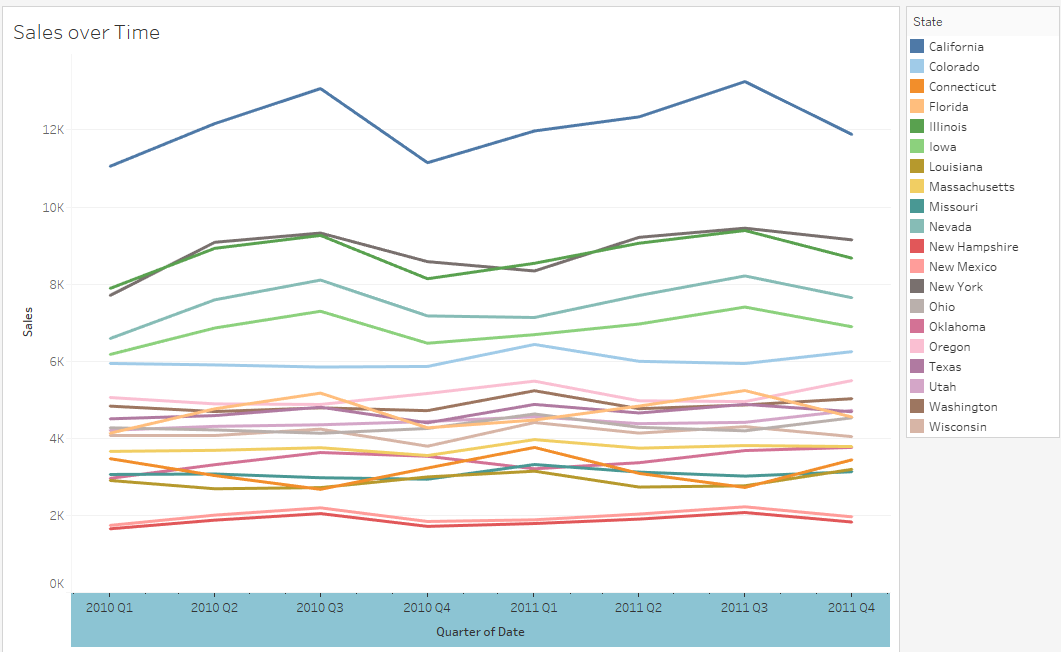 Sales over Time
State
California
Colorado
Connecticut
Florida
Illinois
Iowa
Louisiana
Massachusetts
Missouri
Nevada
New Hampshire
New Mexico
New York
Ohio
Oklahoma
Oregon
Texas
Utah
Washington
Wisconsin
Sales
12K
10K
8K
6K
4K
2K
0K
2010 Q1 2010 Q2 2010 Q3 2010 Q4 2011 Q1 2011 Q2 2011 Q3 2011 Q4
Quarter of Date